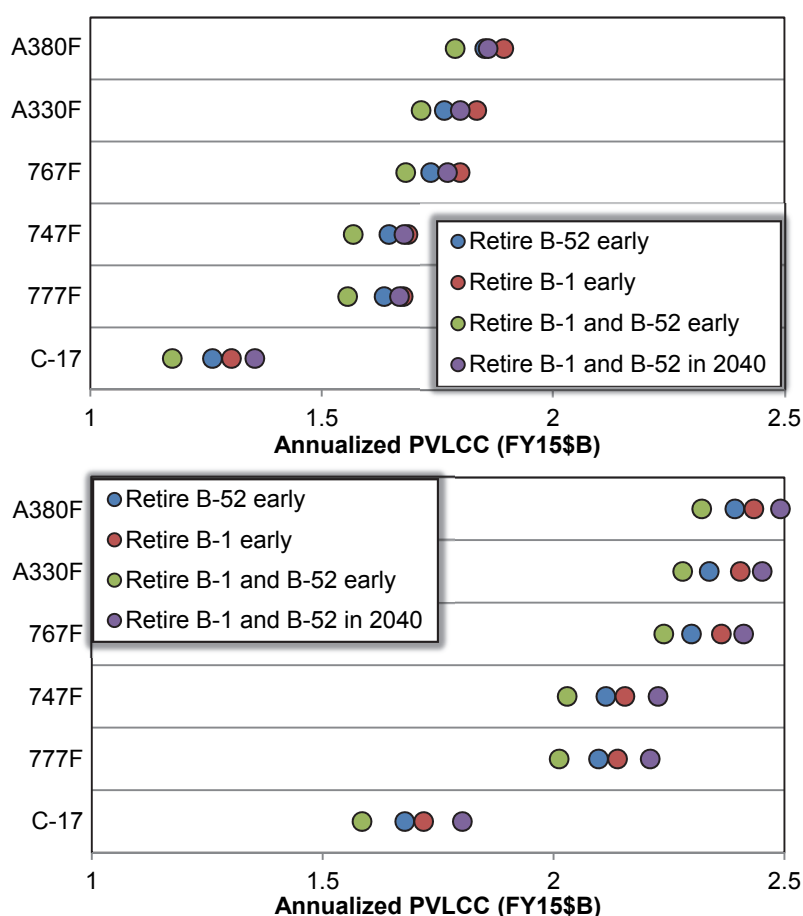 A380F
A330F
767F
747F
777F
C-17
Retire B-52 early
Retire B-1 early
Retire B-1 and B-52 early
Retire B-1 and B-52 in 2040
1 1.5 2 2.5
Annualized PVLCC (FY15$B)
Retire B-52 early
Retire B-1 early
Retire B-1 and B-52 early
Retire B-1 and B-52 in 2040
A380F
A330F
767F
747F
777F
C-17
1 1.5 2 2.5
Annualized PVLCC (FY15$B)